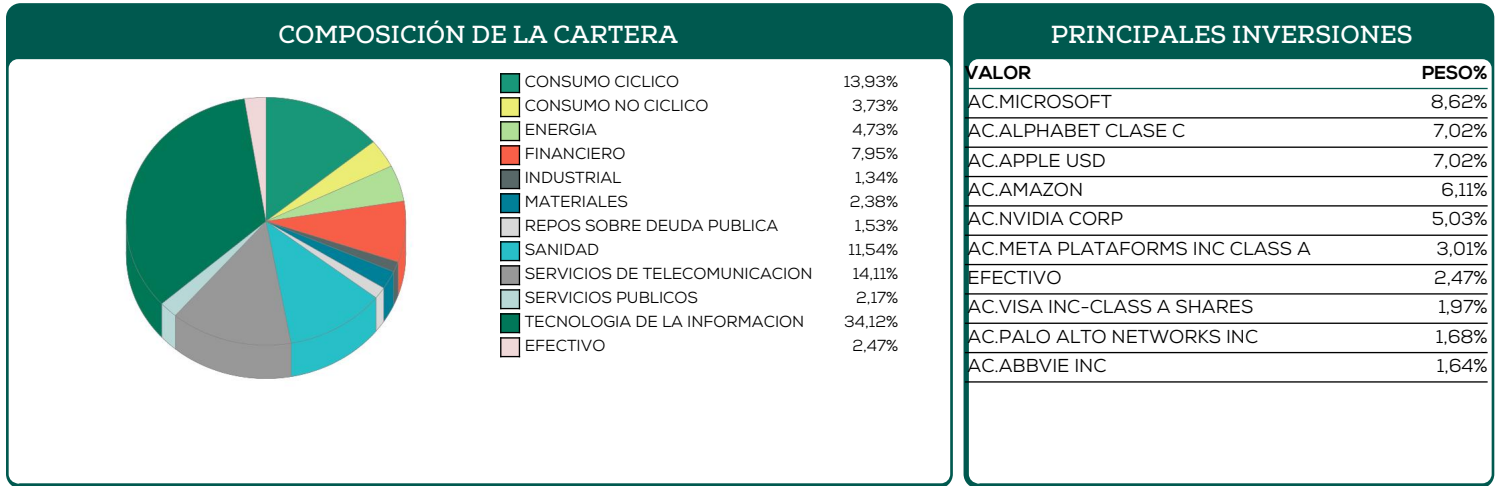 COMPOSICIÓN DE LA CARTERA
CONSUMO CICLICO 13,93%
CONSUMO NO CICLICO 3,73%
ENERGIA 4,73%
FINANCIERO 7,95%
INDUSTRIAL 1,34%
MATERIALES 2,38%
REPOS SOBRE DEUDA PUBLICA 1,53%
SANIDAD 11,54%
SERVICIOS DE TELECOMUNICACION 14,11%
SERVICIOS PUBLICOS 2,17%
TECNOLOGIA DE LA INFORMACION 34,12%
EFECTIVO 2,47%
PRINCIPALES INVERSIONES
VALOR PESO%
AC.MICROSOFT 8,62%
AC.ALPHABET CLASE C 7,02%
AC.APPLE USD 7,02%
AC.AMAZON 6,11%
AC.NVIDIA CORP 5,03%
AC.META PLATAFORMS INC CLASS A 3,01%
EFECTIVO 2,47%
AC.VISA INC-CLASS A SHARES 1,97%
AC.PALO ALTO NETWORKS INC 1,68%
AC.ABBVIE INC 1,64%